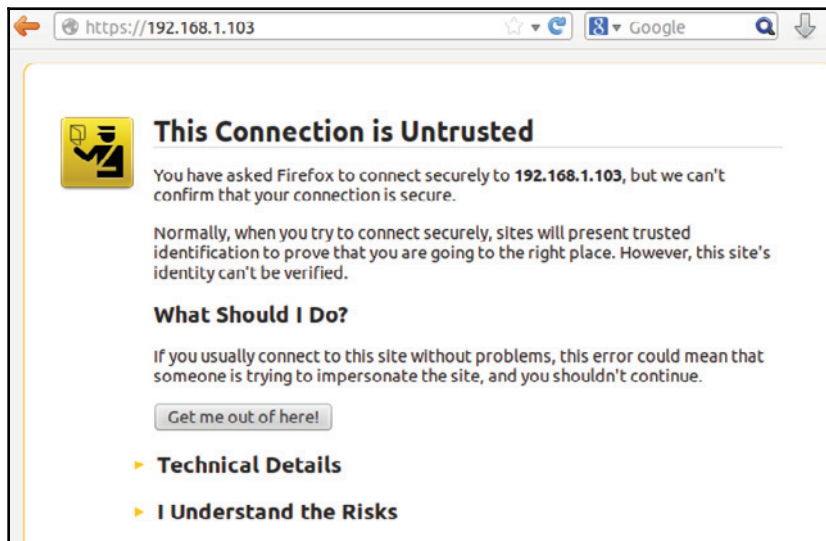 https://192.168.1.103
8 Google
This Connection is Untrusted
You have asked Firefox to connect securely to 192.168.1.103, but we can't
confirm that your connection is secure.
Normally, when you try to connect securely, sites will present trusted
identification to prove that you are going to the right place. However, this site's
identity can't be verified.
What Should I Do?
If you usually connect to this site without problems, this error could mean that
someone is trying to impersonate the site, and you shouldn't continue.
Get me out of here!
Technical Details
I Understand the Risks